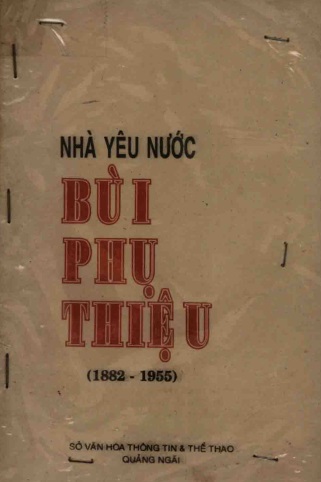 NHÀ YÊU NƯỚC
BÙI
PHỤ
THIỆU
(1882 - 1955)
SỞ VĂN HÓA THÔNG TIN & THỂ THAO
QUẢNG NGÃI